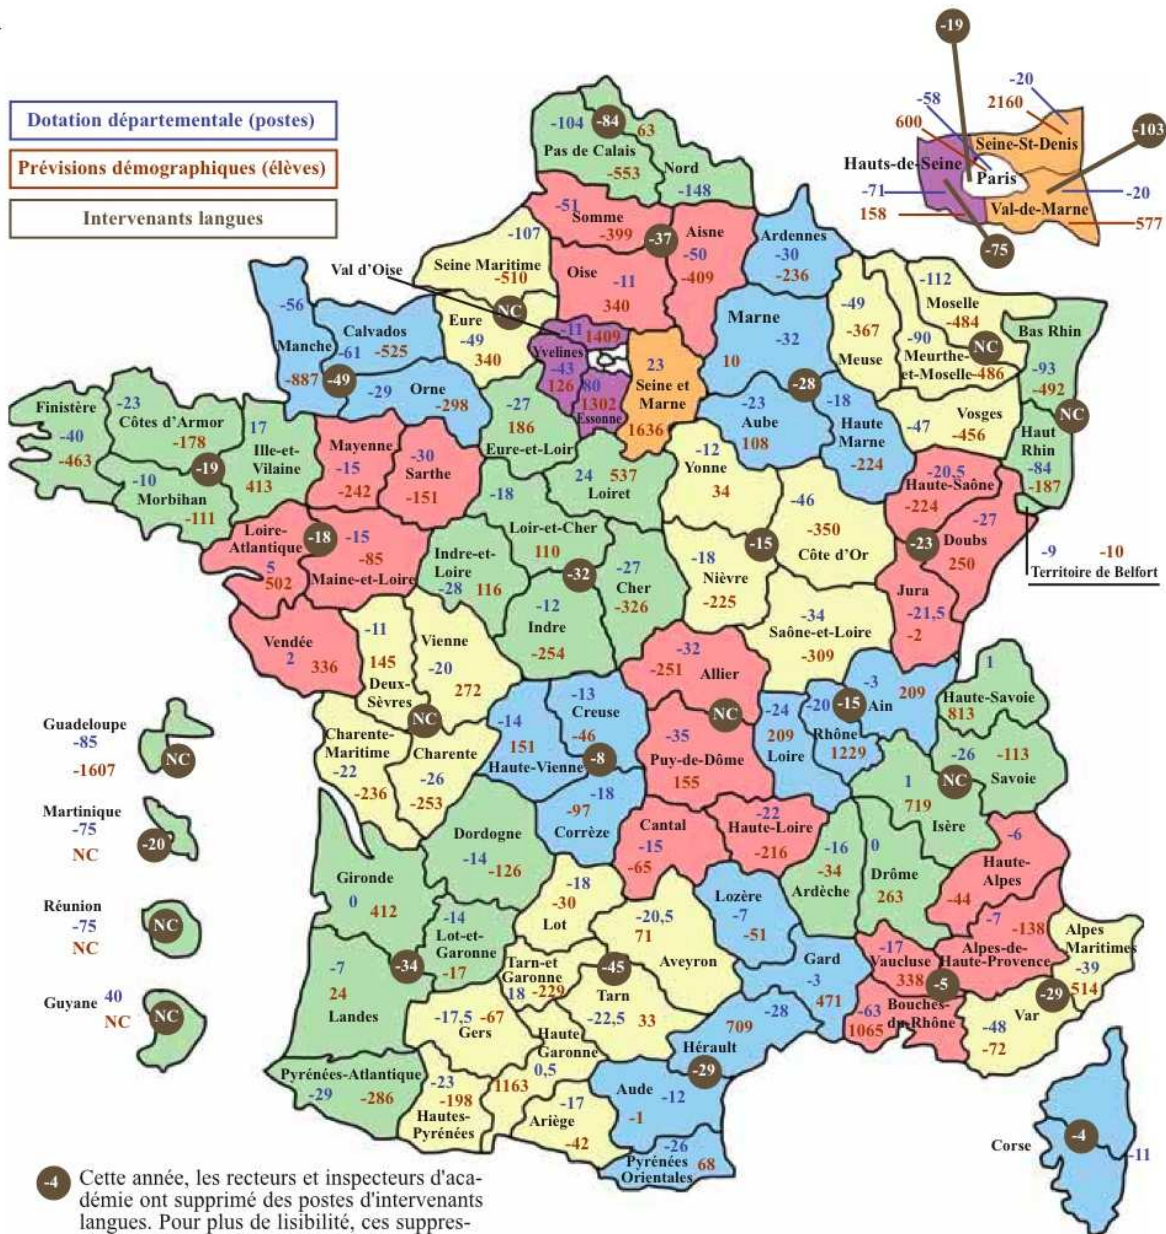 Dotation départementale (postes)
Prévisions démographiques (élèves)
Intervenants langues
-19
-20
-58
2160
600
-103
Seine-St-Denis
Hauts-de-Seine
Paris
-71
-20
Val-de-Marne
158
577
-75
-104
-84
63
Pas de Calais
-553
Nord
-148
-51
Somme
-399
-37
Aisne
-50
-409
Ardennes
-30
-236
-107
Seine Maritime
-510
Val d'Oise
Oise
-11
340
NC
Eure
-49
340
-11
1409
Yvelines
-43
126
80
1302
Essonne
23
Seine et
Marne
1636
Marne
-32
10
-28
-49
-367
Meuse
-112
Moselle
-484
-90
NC
Meurthe-
et-Moselle
-486
Bas Rhin
-93
-492
NC
Haut
Rhin
-84
-187
-56
Manche
-887
Calvados
-61
-525
-49
-29
Orne
-298
-23
Aube
108
-18
Haute
Marne
-224
-47
Vosges
-456
Finistère
-40
-463
-23
Côtes d'Armor
-178
-19
17
Ille-et-
Vilaine
413
-10
Morbihan
-111
Mayenne
-15
-242
-30
Sarthe
-151
-27
186
Eure-et-Loir
24
537
Loiret
-12
Yonne
34
-46
-350
Côte d'Or
-15
-20,5
Haute-Saône
-224
-27
Doubs
250
-23
-9
-10
Territoire de Belfort
Loire-
Atlantique
5
502
-18
-15
-85
Maine-et-Loire
-18
Loir-et-Cher
110
Indre-et-
Loire
-28
116
-32
-27
Cher
-326
-12
Indre
-254
-18
Nièvre
-225
-34
Saône-et-Loire
-309
Jura
-21,5
-2
Vendée
2
336
-11
145
Deux-
Sèvres
Vienne
-20
272
NC
-32
-251
Allier
NC
-35
Puy-de-Dôme
155
-24
209
Loire
-20
-15
Rhône
1229
-3
209
Ain
1
Haute-Savoie
813
-26
-113
NC
Savoie
1
719
Isère
Charente-
Maritime
-22
-236
Charente
-26
-253
-13
Creuse
-46
-14
151
Haute-Vienne
-8
-18
-97
Corrèze
Guadeloupe
-85
-1607
NC
Martinique
-75
NC
-20
Réunion
-75
NC
NC
Guyane
40
NC
NC
Dordogne
-14
-126
Cantal
-15
-65
-22
Haute-Loire
-216
-16
-34
Ardèche
0
Drôme
263
-6
Haute-
Alpes
-44
Gironde
0
412
-14
Lot-et-
Garonne
-17
-34
-18
-30
Lot
-20,5
71
Aveyron
Lozère
-7
-51
Gard
-3
471
-17
Vaucluse
338
-5
-7
-138
Alpes-de-
Haute-Provence
Alpes
Maritimes
-39
514
-29
Var
-48
-72
-63
Bouches-
du-Rhône
1065
-7
24
Landes
Tarn-et
Garonne
18
-229
-45
Tarn
-22,5
33
-17,5
-67
Gers
Haute
Garonne
0,5
1163
709
-28
Hérault
-29
Pyrénées-Atlantique
-29
-286
-23
-198
Hautes-
Pyrénées
-17
Ariège
-42
Aude
-12
-1
-26
Pyrénées
Orientales
68
Corse
-4
-11
-4
Cette année, les recteurs et inspecteurs d'aca-
démie ont supprimé des postes d'intervenants
langues. Pour plus de lisibilité, ces suppres-